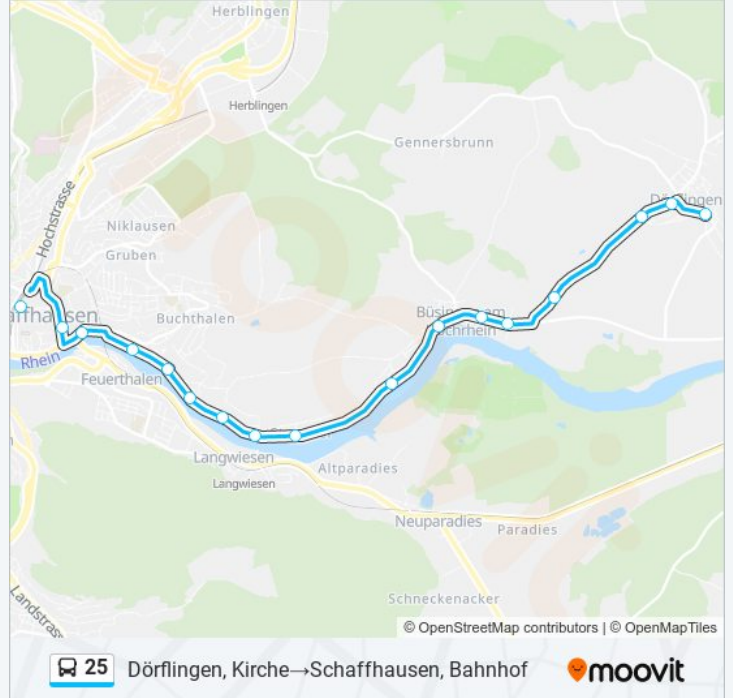 Herblingen
Herblingen
Gennersbrunn
Hochstrasse
Niklausen
Gruben
Buchthalen
Rhein
Feuerthalen
Langwiesen
Langwiesen
Altparadies
Neuparadies
Paradies
Schneckenacker
Landstrass
© OpenStreetMap contributors | © OpenMapTiles
25 Dörflingen, Kirche→Schaffhausen, Bahnhof moovit